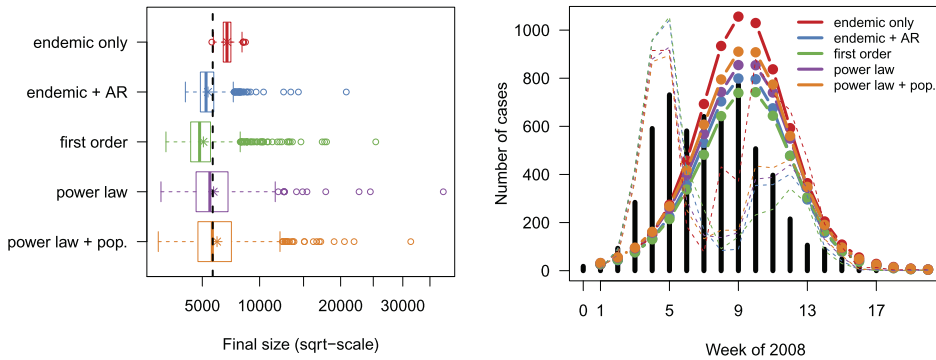 endemic only
endemic + AR
first order
power law
power law + pop.
5000 10000 20000 30000
Final size (sqrt−scale)
Number of cases
1000
800
600
400
200
0
endemic only
endemic + AR
first order
power law
power law + pop.
0 1 5 9 13 17
Week of 2008